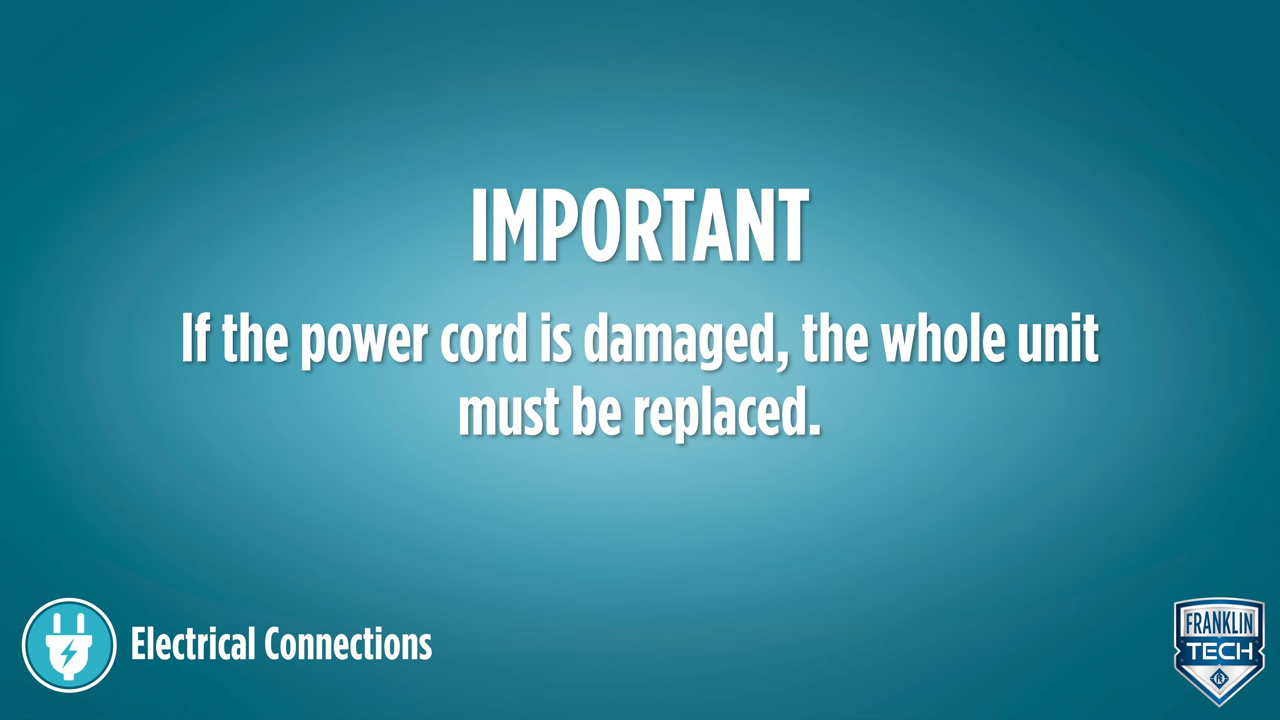 IMPORTANT
If the power cord is damaged, the whole unit
must be replaced.
Electrical Connections
FRANKLIN
TECH